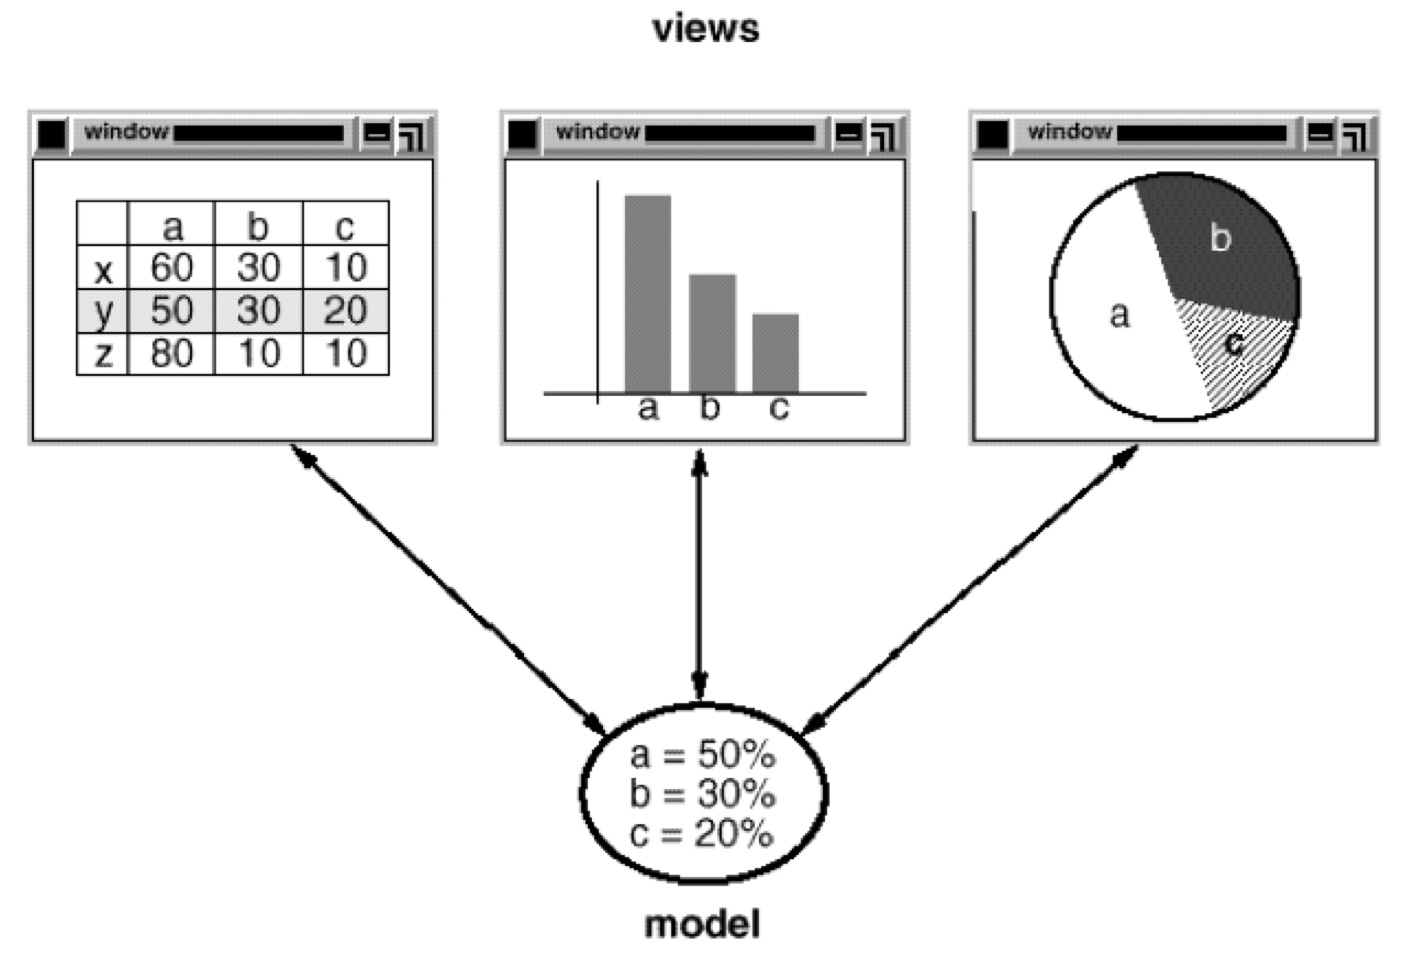 views
window
a b c
x 60 30 10
y 50 30 20
z 80 10 10
window
a b c
window
b
a
c
a = 50%
b = 30%
c = 20%
model